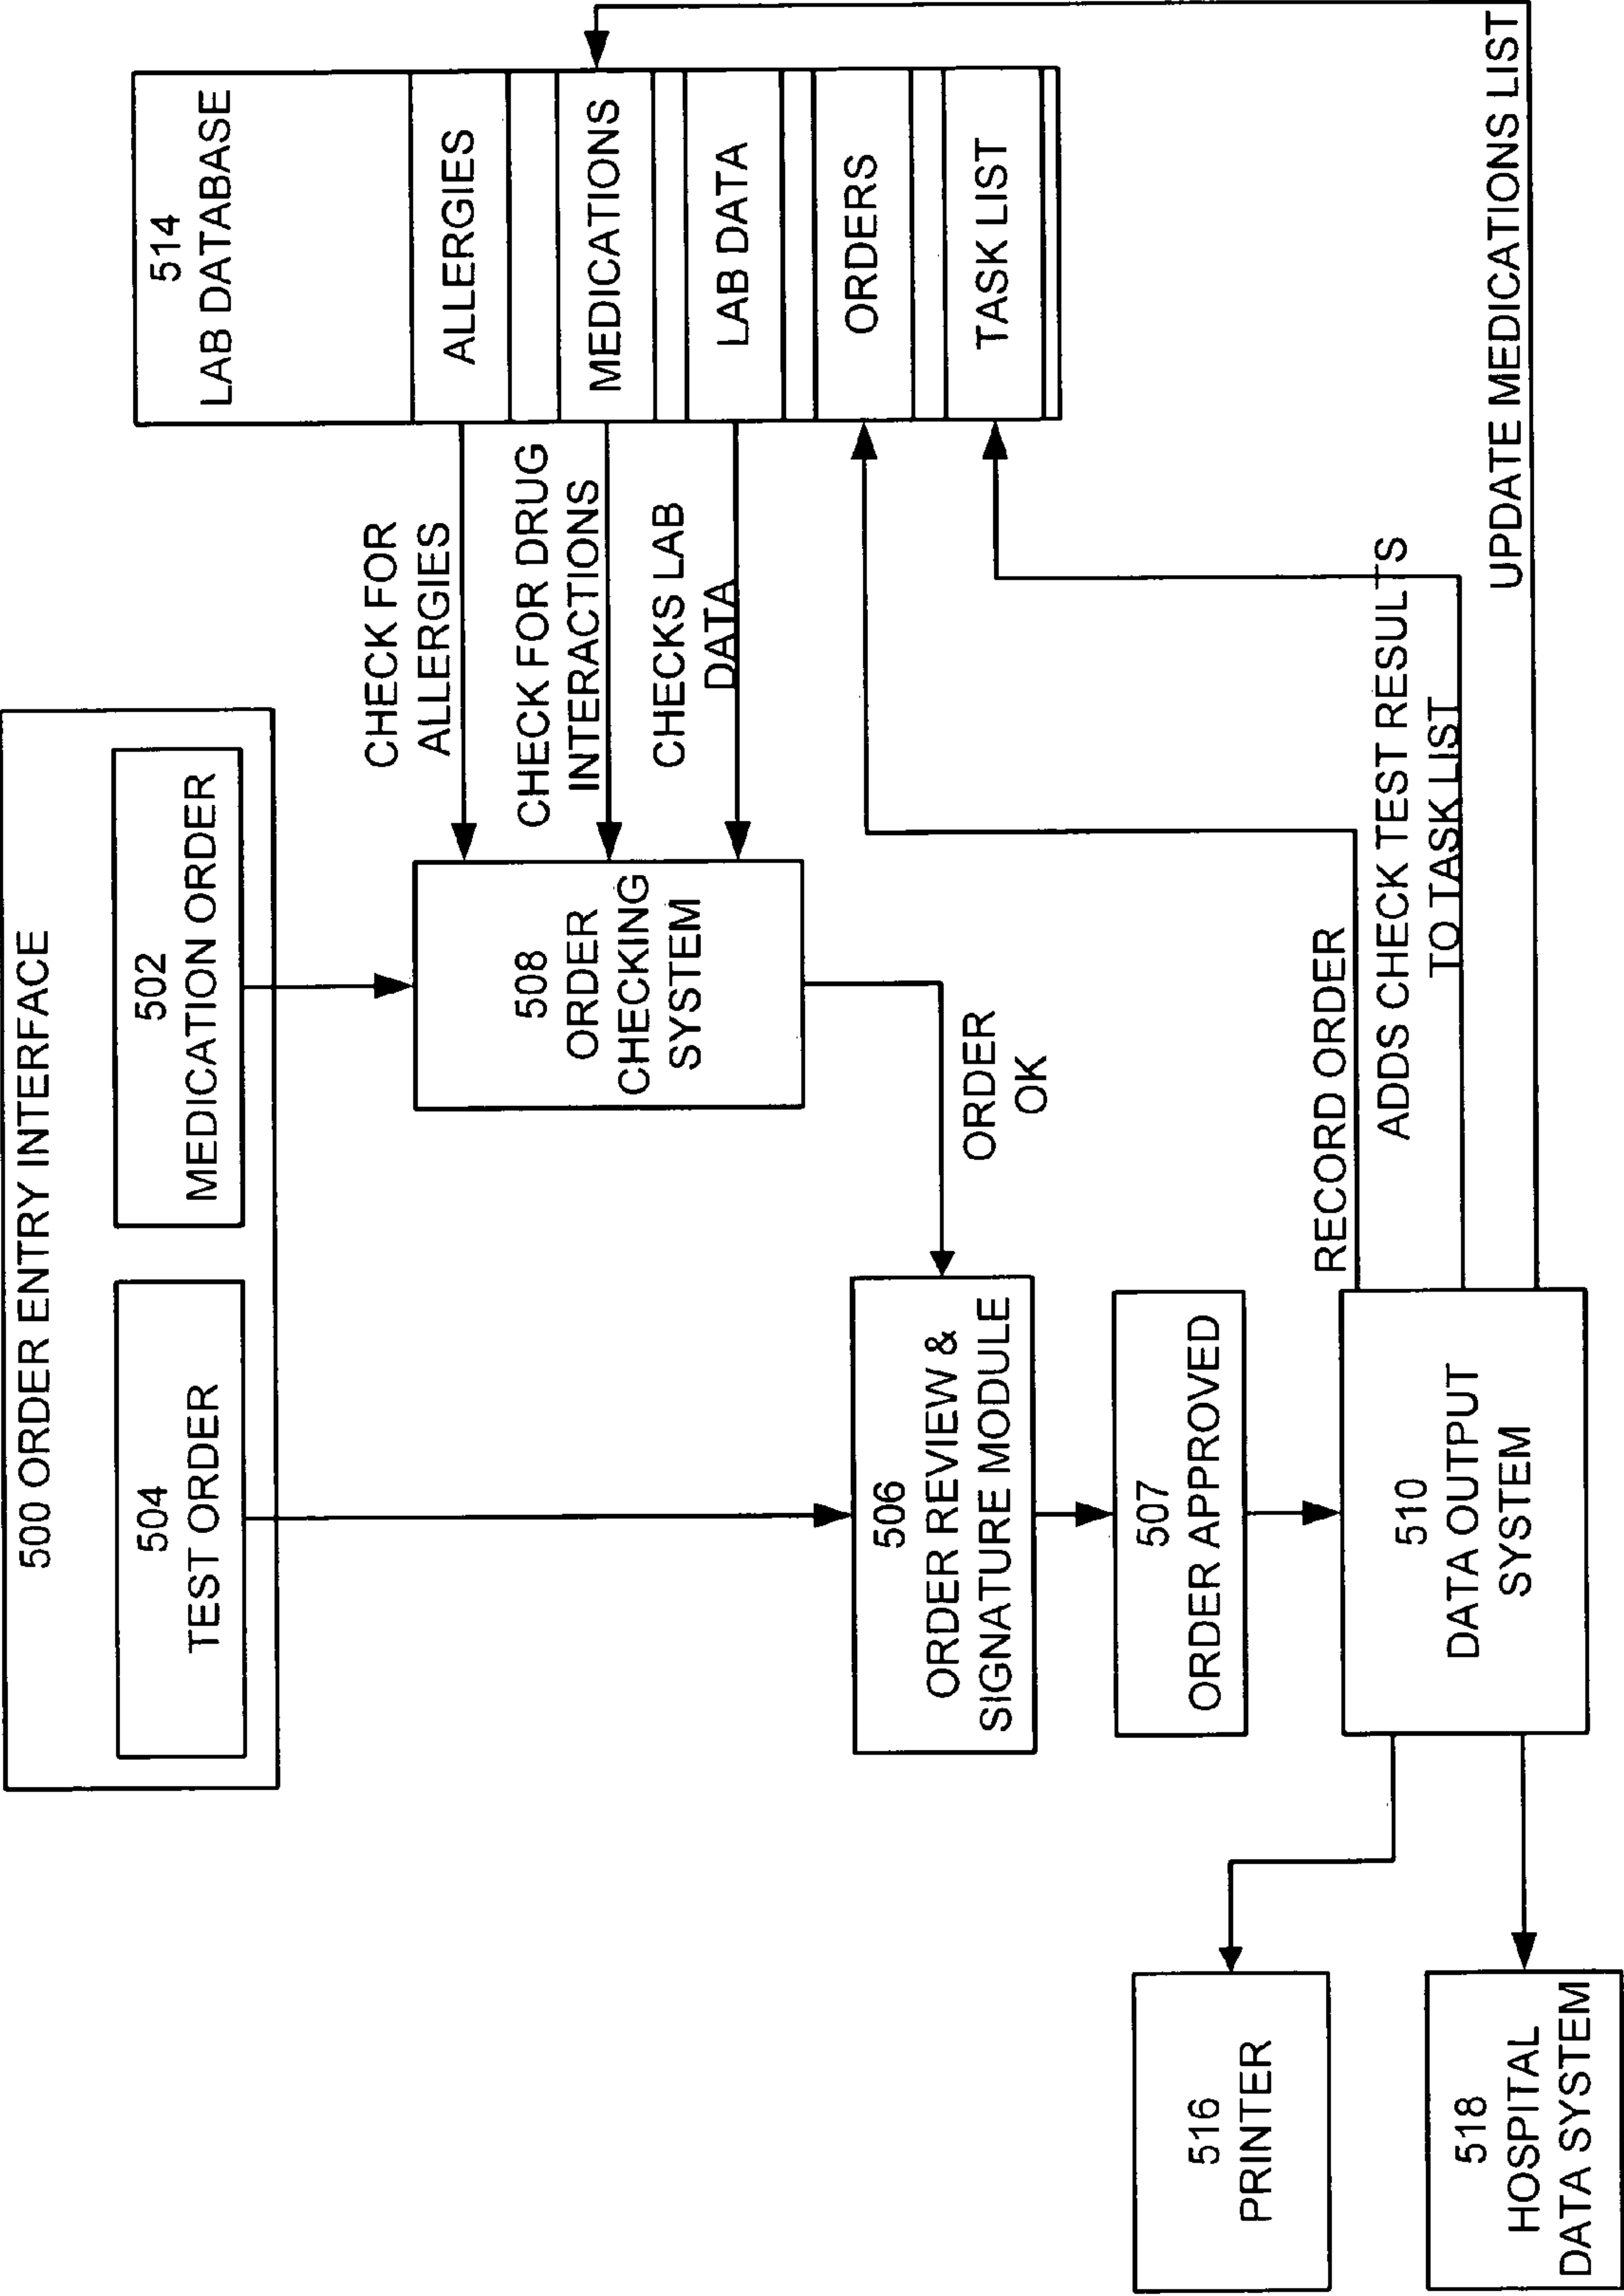 500 ORDER ENTRY INTERFACE
504
TEST ORDER
502
MEDICATION ORDER
514
LAB DATABASE
ALLERGIES
MEDICATIONS
LAB DATA
ORDERS
TASK LIST
CHECK FOR
ALLERGIES
CHECK FOR DRUG
INTERACTIONS
CHECKS LAB
DATA
508
ORDER
CHECKING
SYSTEM
ORDER
OK
506
ORDER REVIEW &
SIGNATURE MODULE
507
ORDER APPROVED
510
DATA OUTPUT
SYSTEM
RECORD ORDER
ADDS CHECK TEST RESULTS
TO TASK LIST
UPDATE MEDICATIONS LIST
516
PRINTER
518
HOSPITAL
DATA SYSTEM